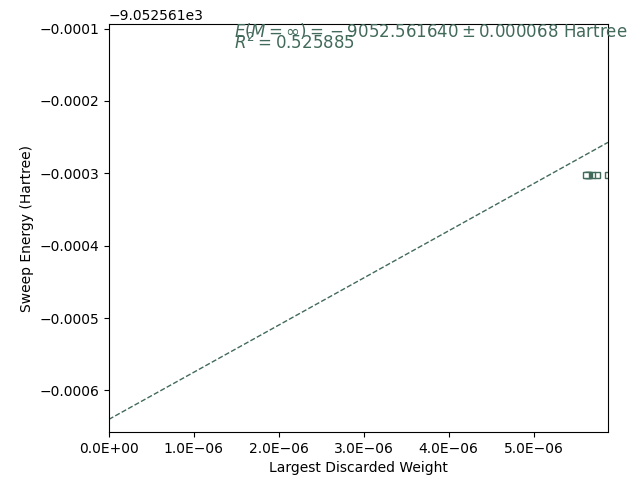 −9.052561e3
E(M = ∞) = −9052.561640 ± 0.000068 Hartree
R² = 0.525885
−0.0001
−0.0002
−0.0003
−0.0004
−0.0005
−0.0006
Sweep Energy (Hartree)
0.0E+00 1.0E−06 2.0E−06 3.0E−06 4.0E−06 5.0E−06
Largest Discarded Weight